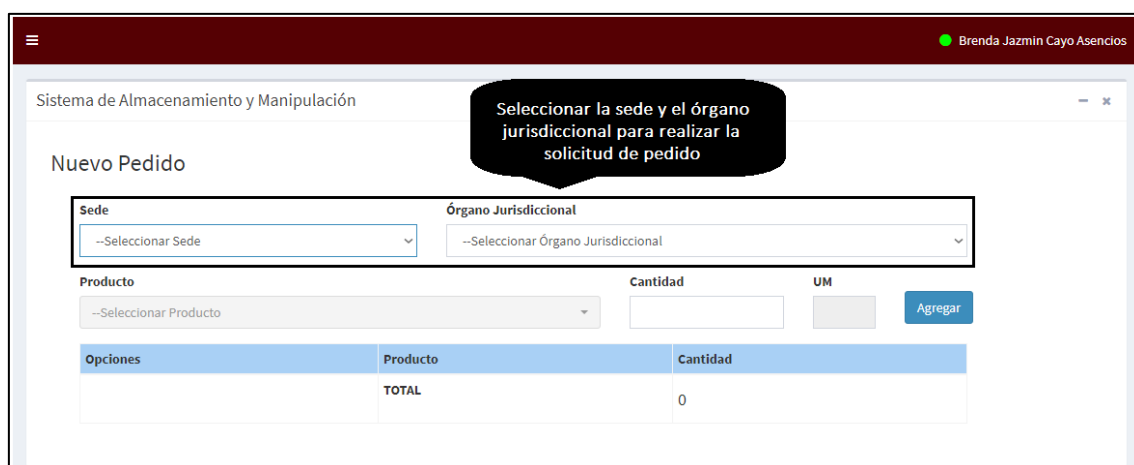 Brenda Jazmin Cayo Asencios
Sistema de Almacenamiento y Manipulación
Seleccionar la sede y el órgano
jurisdiccional para realizar la
solicitud de pedido
Nuevo Pedido
Sede Órgano Jurisdiccional
--Seleccionar Sede --Seleccionar Órgano Jurisdiccional
Producto Cantidad UM
--Seleccionar Producto Agregar
Opciones Producto Cantidad
TOTAL 0